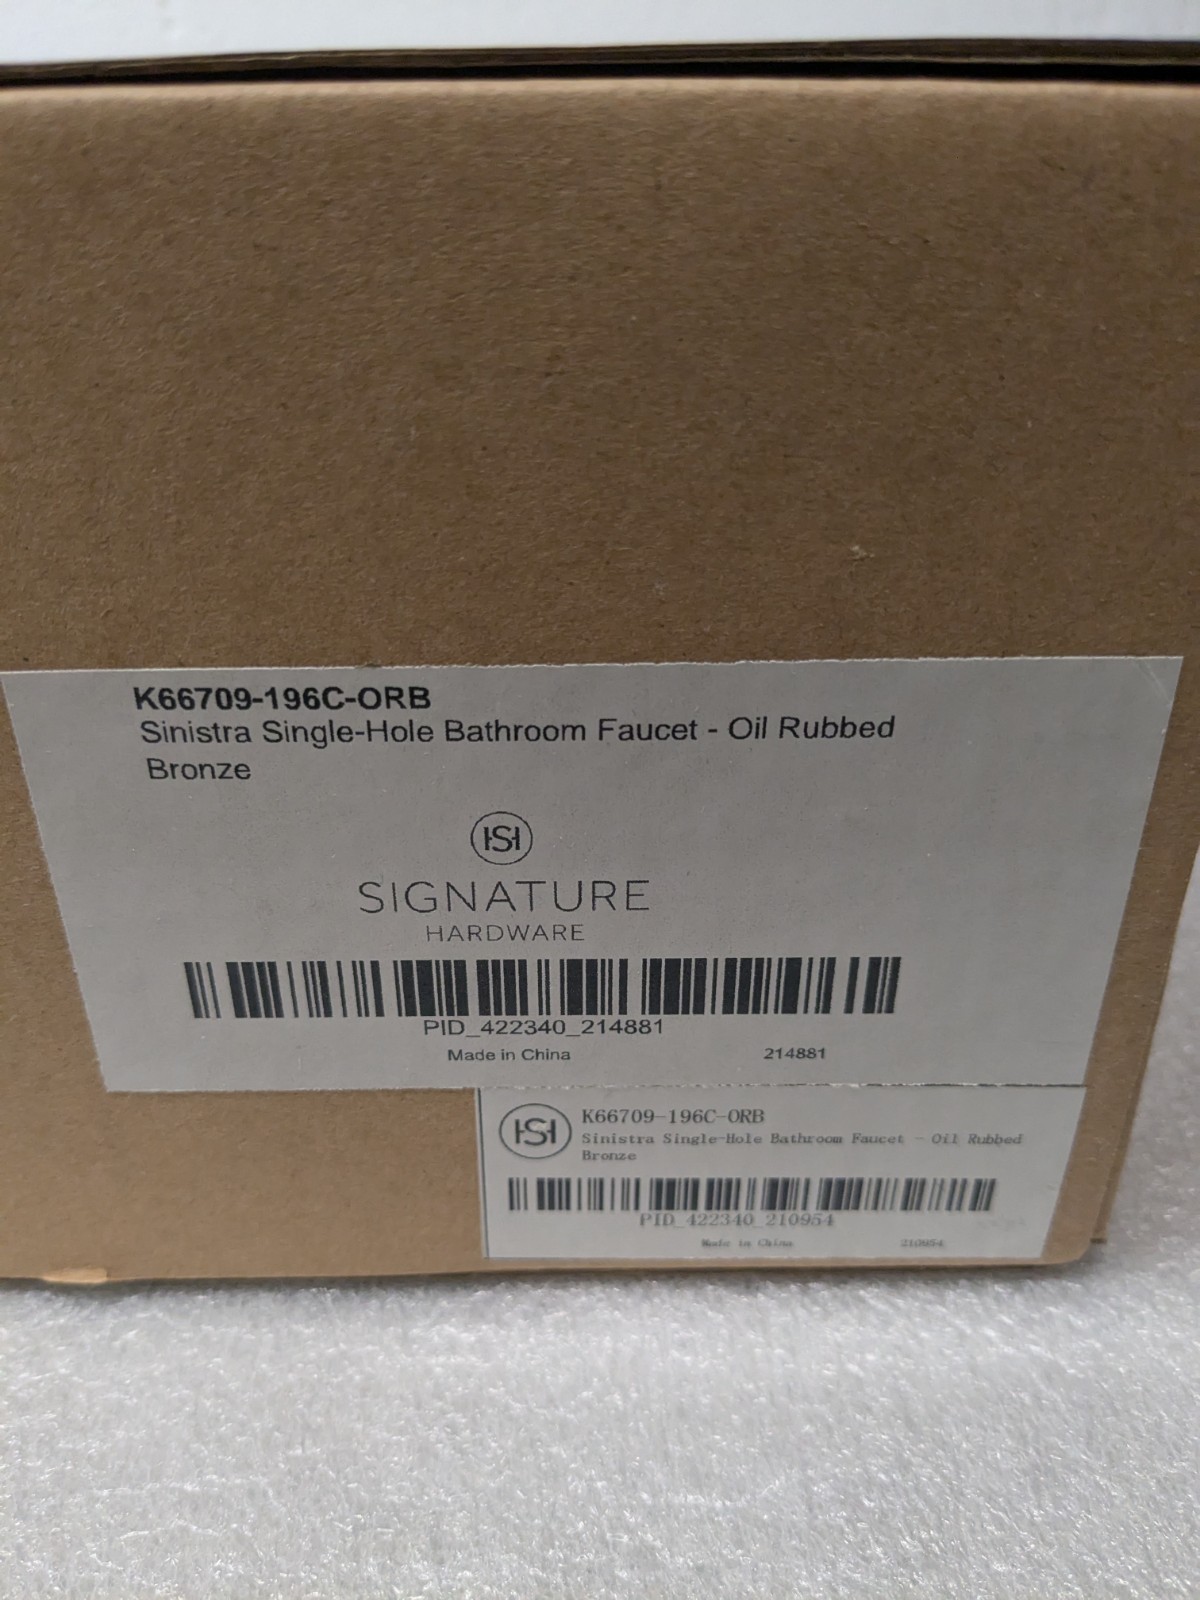 K66709-196C-ORB
Sinistra Single-Hole Bathroom Faucet - Oil Rubbed
Bronze
SIGNATURE
HARDWARE
PID_422340_214881
Made in China 214881
K66709-196C-ORB
Sinistra Single-Hole Bathroom Faucet - Oil Rubbed
Bronze
PID_422340_210954
Made in China 210954